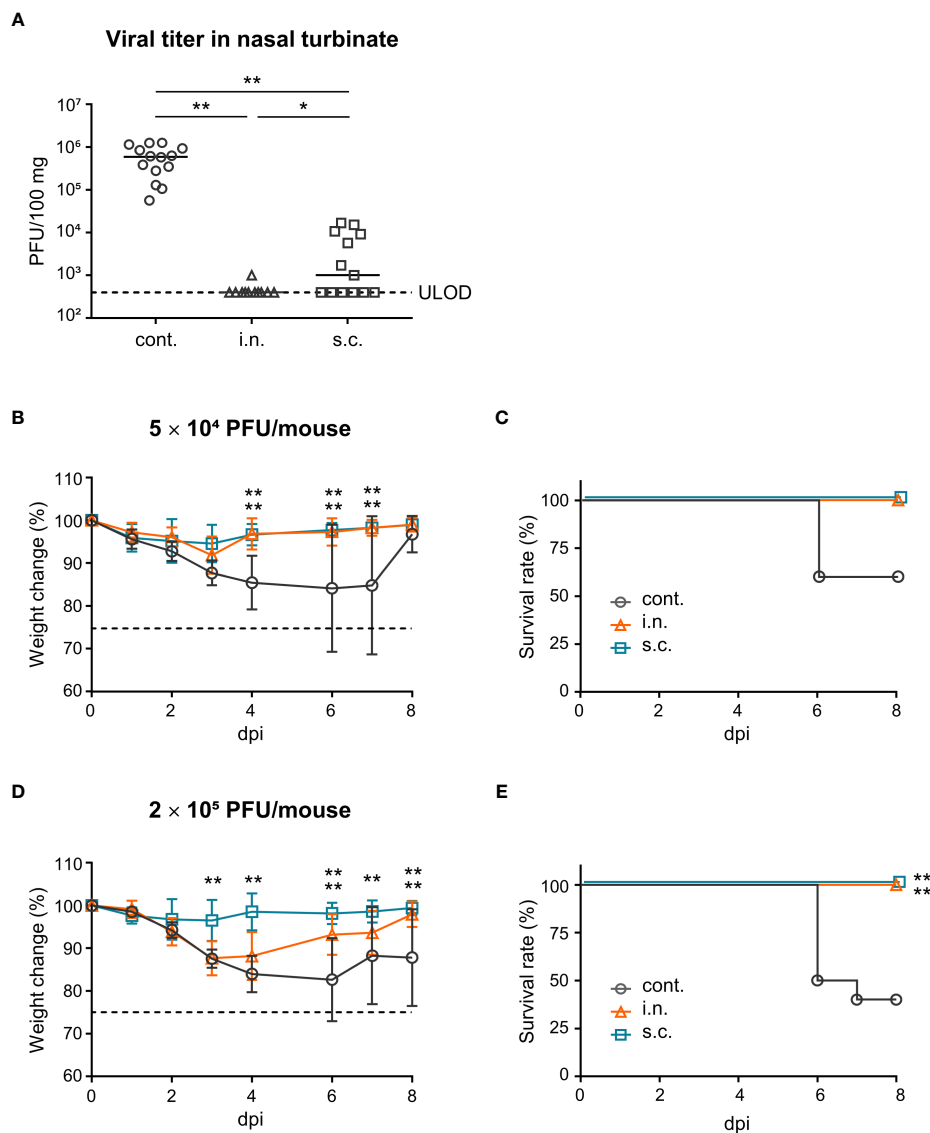 A
Viral titer in nasal turbinate
**
** *
10⁷
10⁶
10⁵
10⁴
10³
10²
PFU/100 mg
ULOD
cont. i.n. s.c.
B
5 × 10⁴ PFU/mouse
110
100
90
80
70
60
Weight change (%)
** ** **
** ** **
0 2 4 6 8
dpi
C
100
75
50
25
0
Survival rate (%)
cont.
i.n.
s.c.
0 2 4 6 8
dpi
D
2 × 10⁵ PFU/mouse
110
100
90
80
70
60
Weight change (%)
** ** ** ** **
** **
0 2 4 6 8
dpi
E
100
75
50
25
0
Survival rate (%)
**
**
cont.
i.n.
s.c.
0 2 4 6 8
dpi